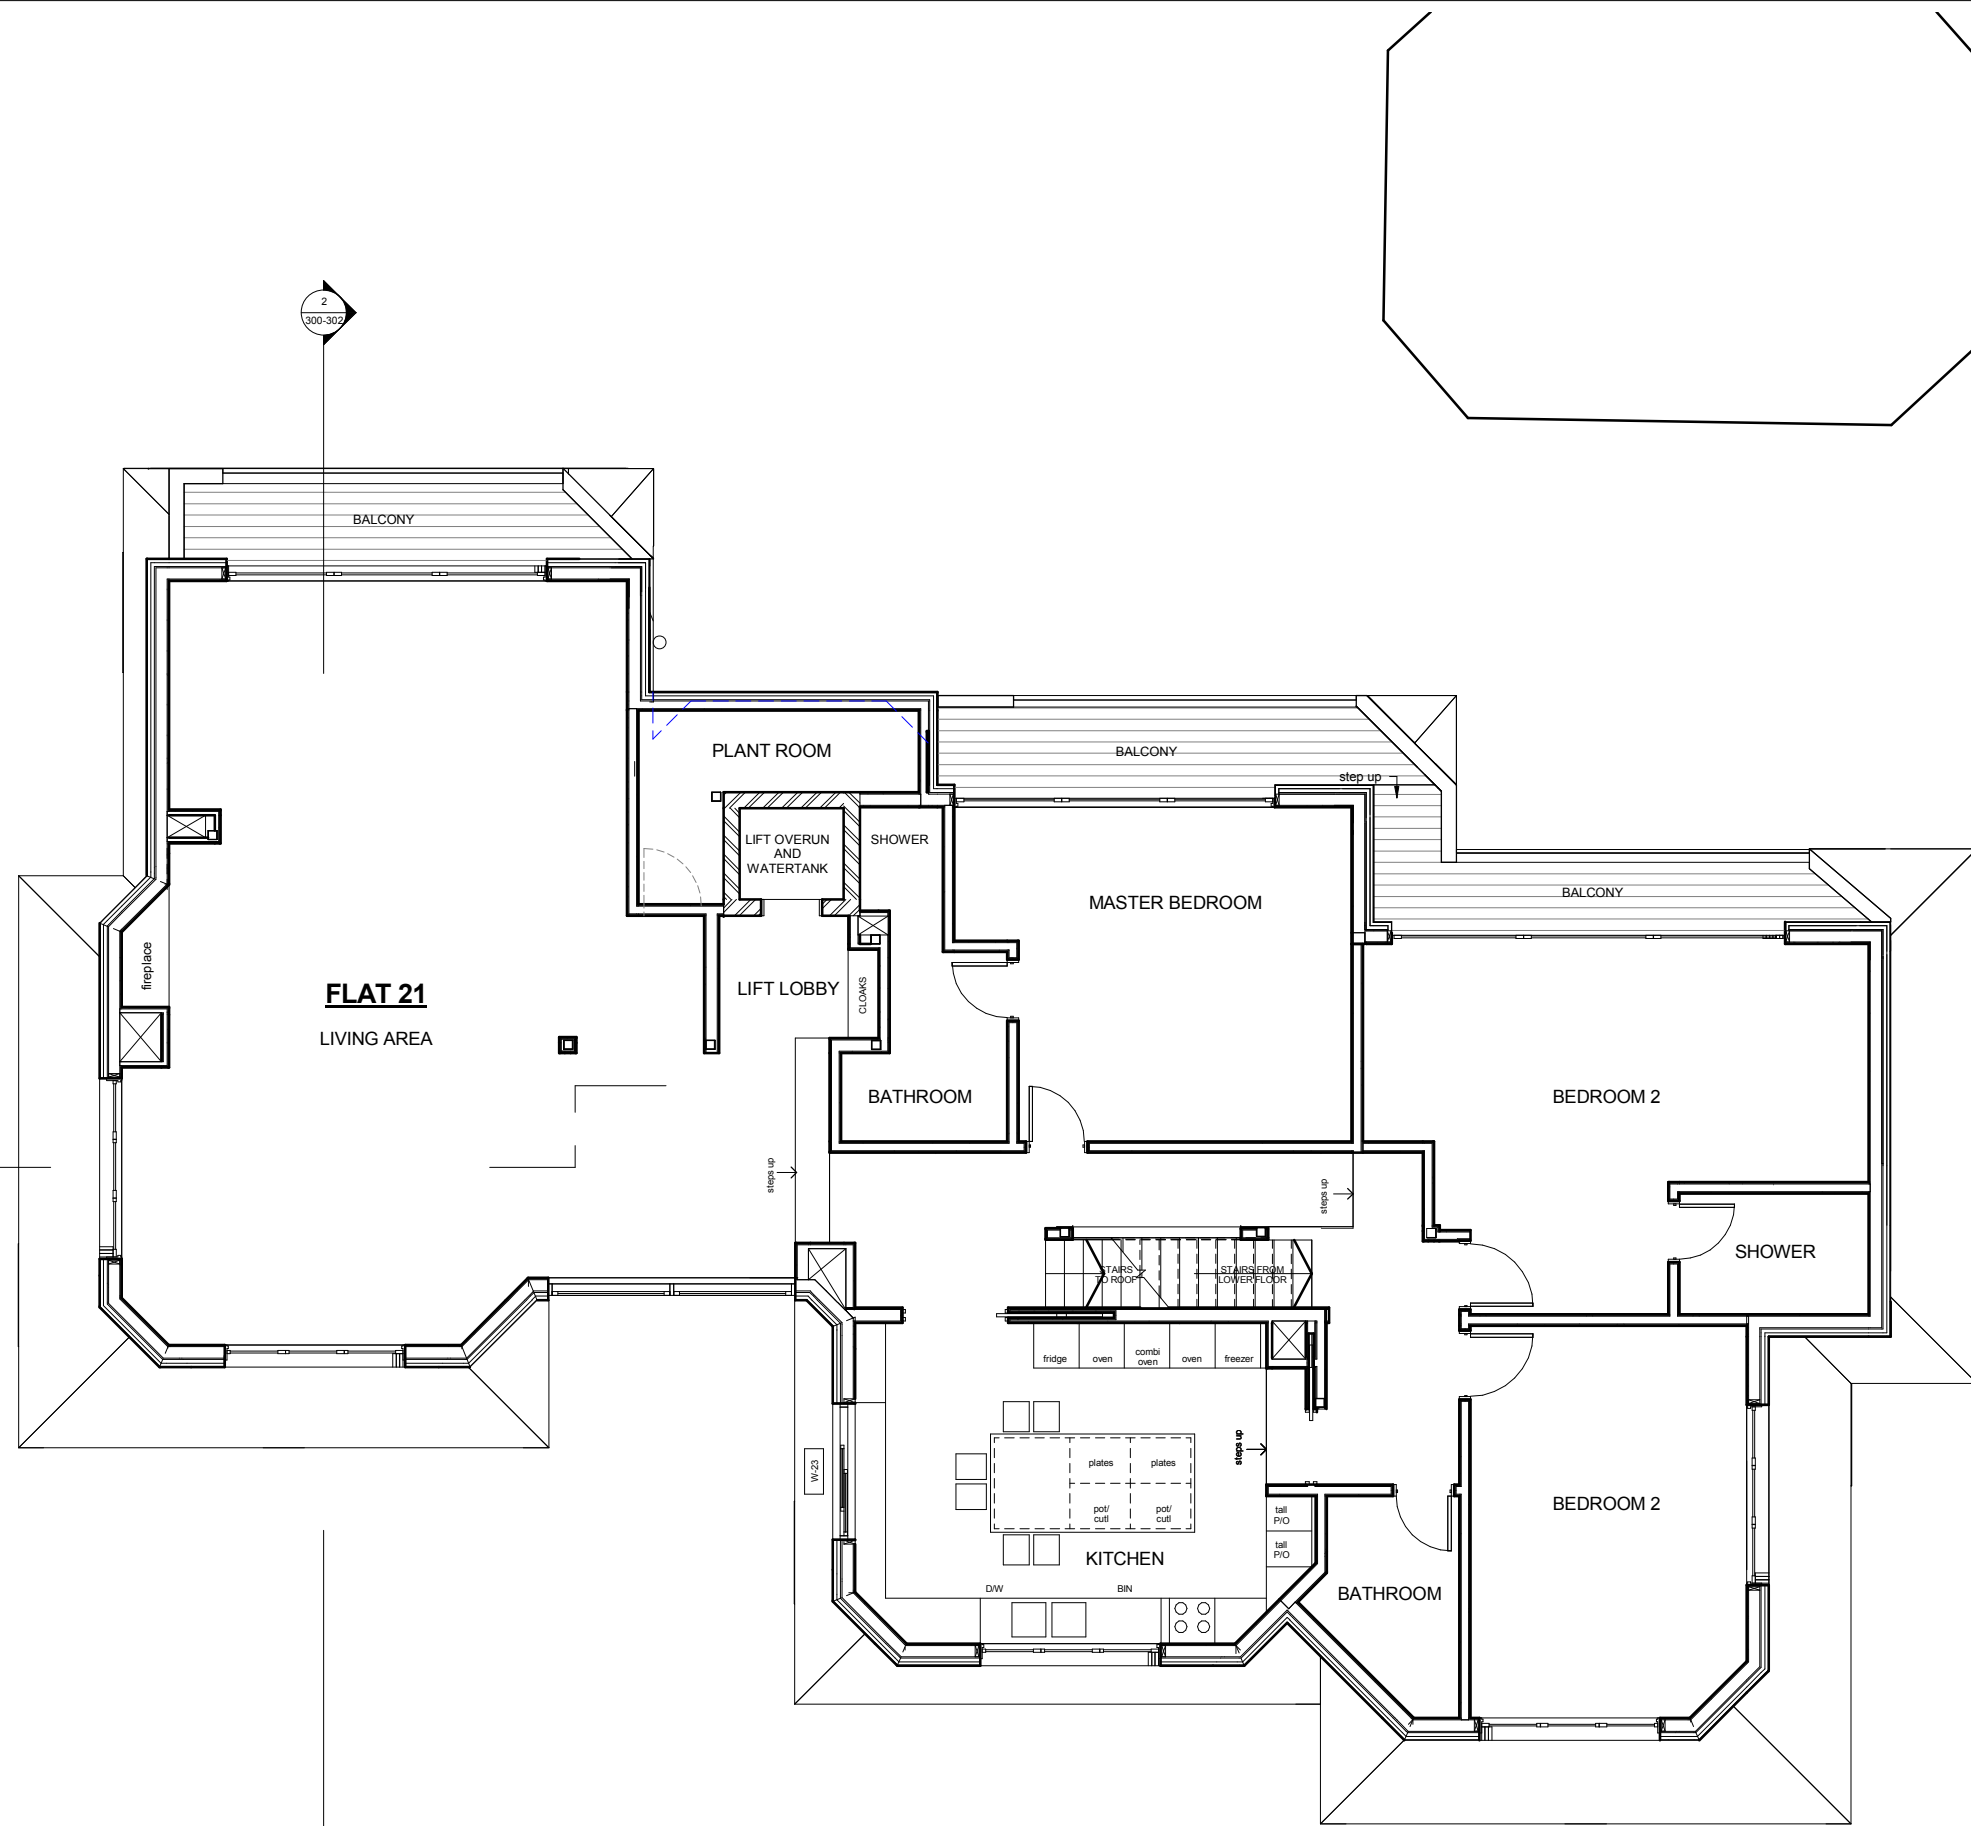 2
300-302
BALCONY
PLANT ROOM
BALCONY
step up
LIFT OVERUN
AND
WATERTANK
SHOWER
MASTER BEDROOM
BALCONY
fireplace
FLAT 21
LIVING AREA
LIFT LOBBY
CLOAKS
BATHROOM
BEDROOM 2
steps up
steps up
SHOWER
STAIRS
TO ROOF
STAIRS FROM
LOWER FLOOR
fridge
oven
combi
oven
oven
freezer
steps up
W-23
plates
plates
pot/
cutl
pot/
cutl
tall
P/O
tall
P/O
BEDROOM 2
KITCHEN
D/W
BIN
BATHROOM